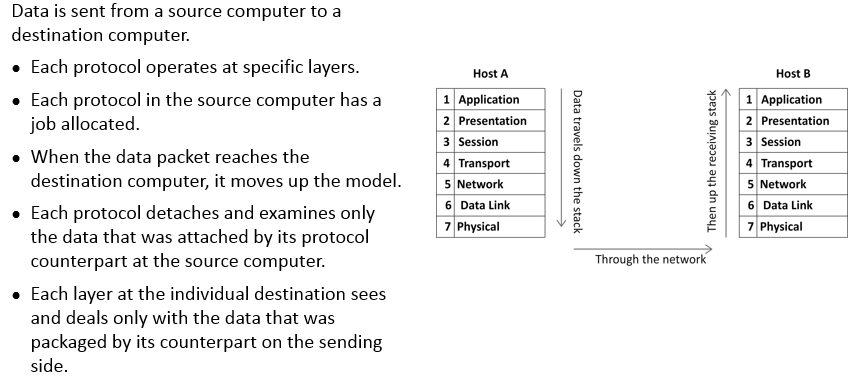 Data is sent from a source computer to a
destination computer.
• Each protocol operates at specific layers.
• Each protocol in the source computer has a
job allocated.
• When the data packet reaches the
destination computer, it moves up the model.
• Each protocol detaches and examines only
the data that was attached by its protocol
counterpart at the source computer.
• Each layer at the individual destination sees
and deals only with the data that was
packaged by its counterpart on the sending
side.
Host A
1 Application
2 Presentation
3 Session
4 Transport
5 Network
6 Data Link
7 Physical
Data travels down the stack
Through the network
Then up the receiving stack
Host B
1 Application
2 Presentation
3 Session
4 Transport
5 Network
6 Data Link
7 Physical